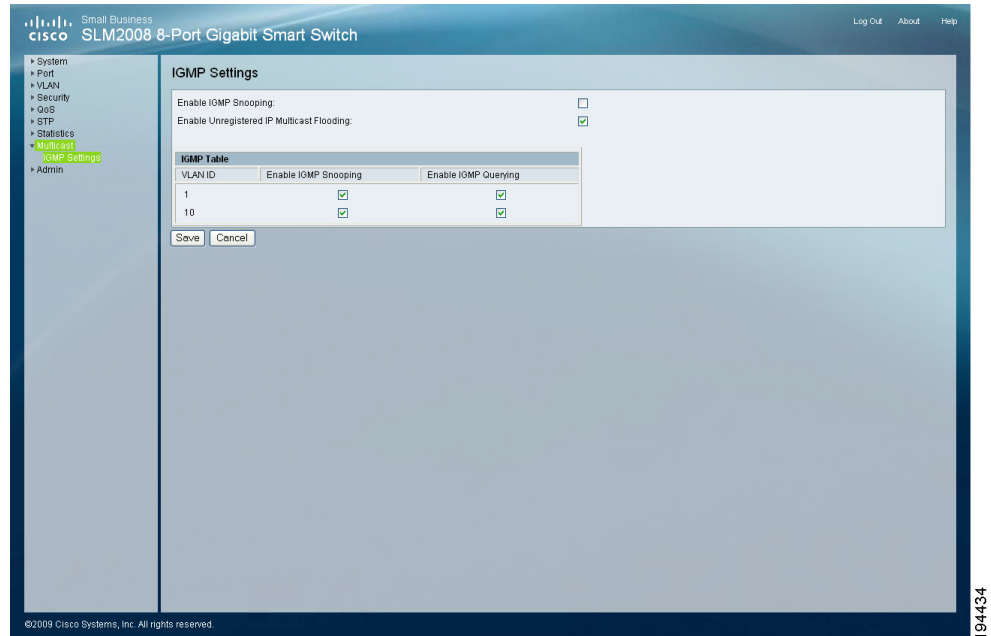 Small Business
CISCO SLM2008 8-Port Gigabit Smart Switch
Log Out About Help
System
Port
VLAN
Security
QoS
STP
Statistics
Multicast
IGMP Settings
Admin
IGMP Settings
Enable IGMP Snooping:
Enable Unregistered IP Multicast Flooding:
IGMP Table
VLAN ID Enable IGMP Snooping Enable IGMP Querying
1
10
Save Cancel
©2009 Cisco Systems, Inc. All rights reserved.
194434